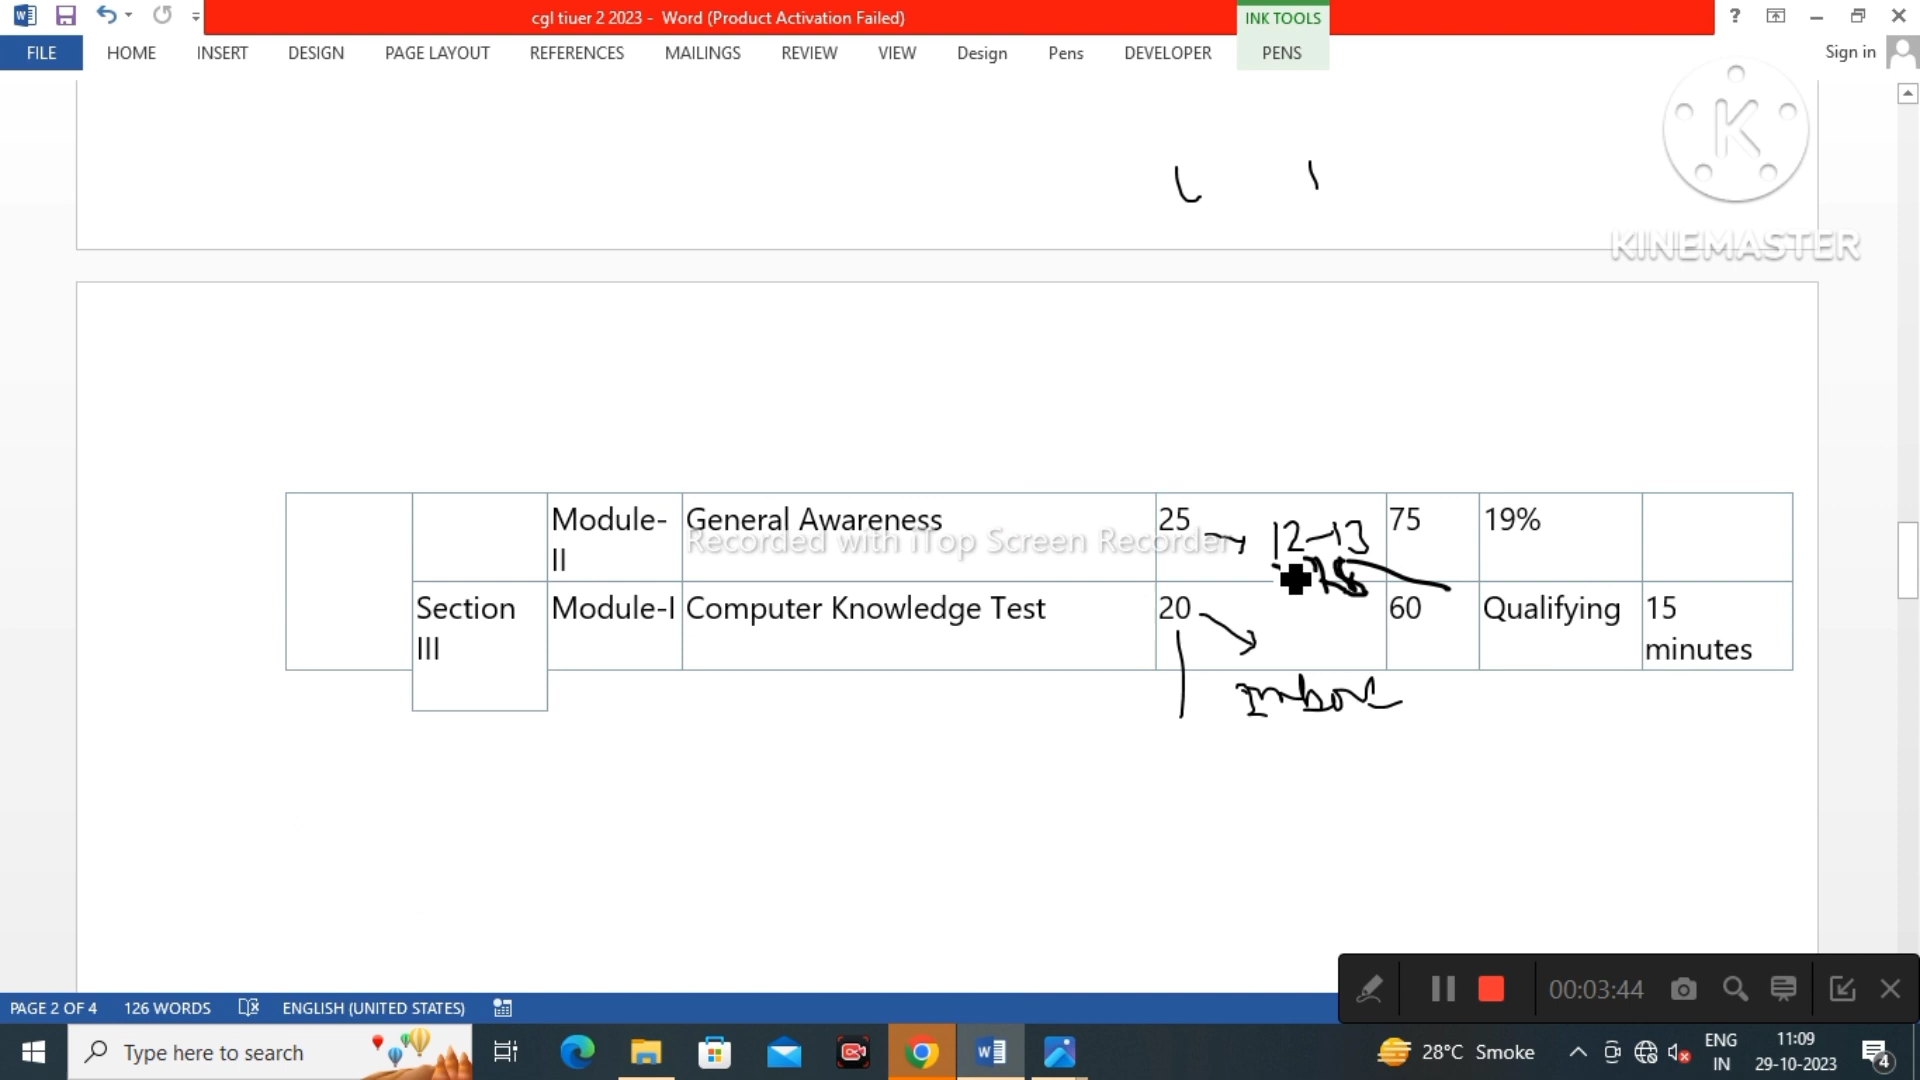 cgl tiuer 2 2023 - Word (Product Activation Failed)
INK TOOLS
?
FILE HOME INSERT DESIGN PAGE LAYOUT REFERENCES MAILINGS REVIEW VIEW Design Pens DEVELOPER PENS
Sign in
K
KINEMASTER
Module-II General Awareness 25 12-13 75 19%
Recorded with iTop Screen Recorder
Section III Module-I Computer Knowledge Test 20 60 Qualifying 15 minutes
PAGE 2 OF 4 126 WORDS ENGLISH (UNITED STATES)
00:03:44
Type here to search
28°C Smoke
ENG IN
11:09
29-10-2023
4